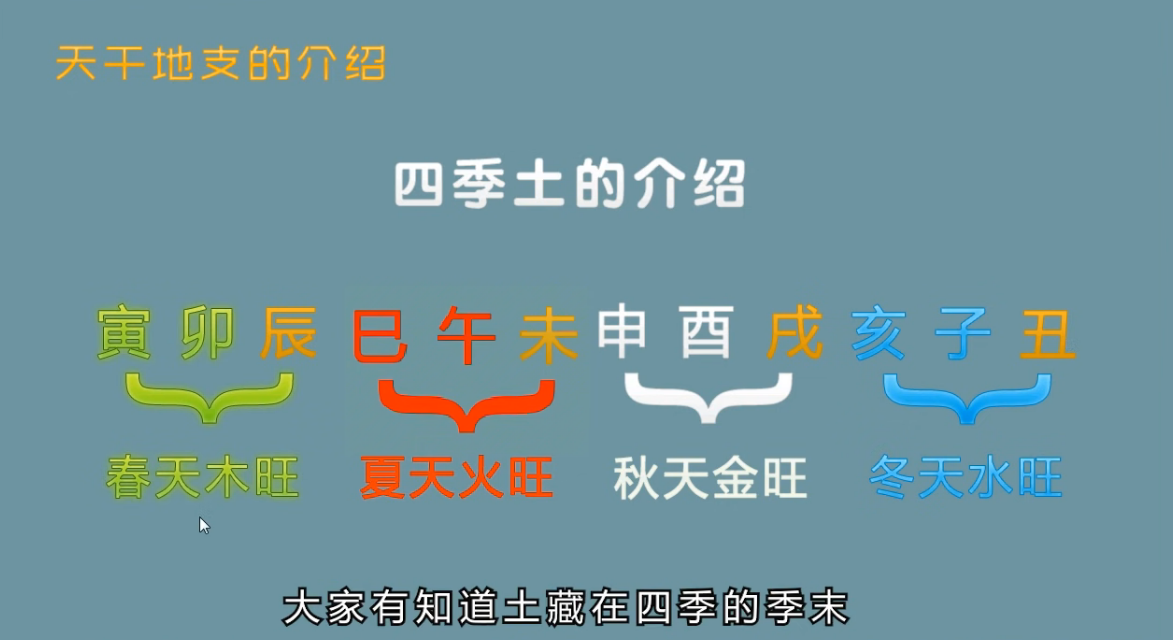 天干地支的介绍
四季土的介绍
寅 卯 辰 巳 午 未 申 酉 戌 亥 子 丑
春天木旺 夏天火旺 秋天金旺 冬天水旺
大家有知道土藏在四季的季末